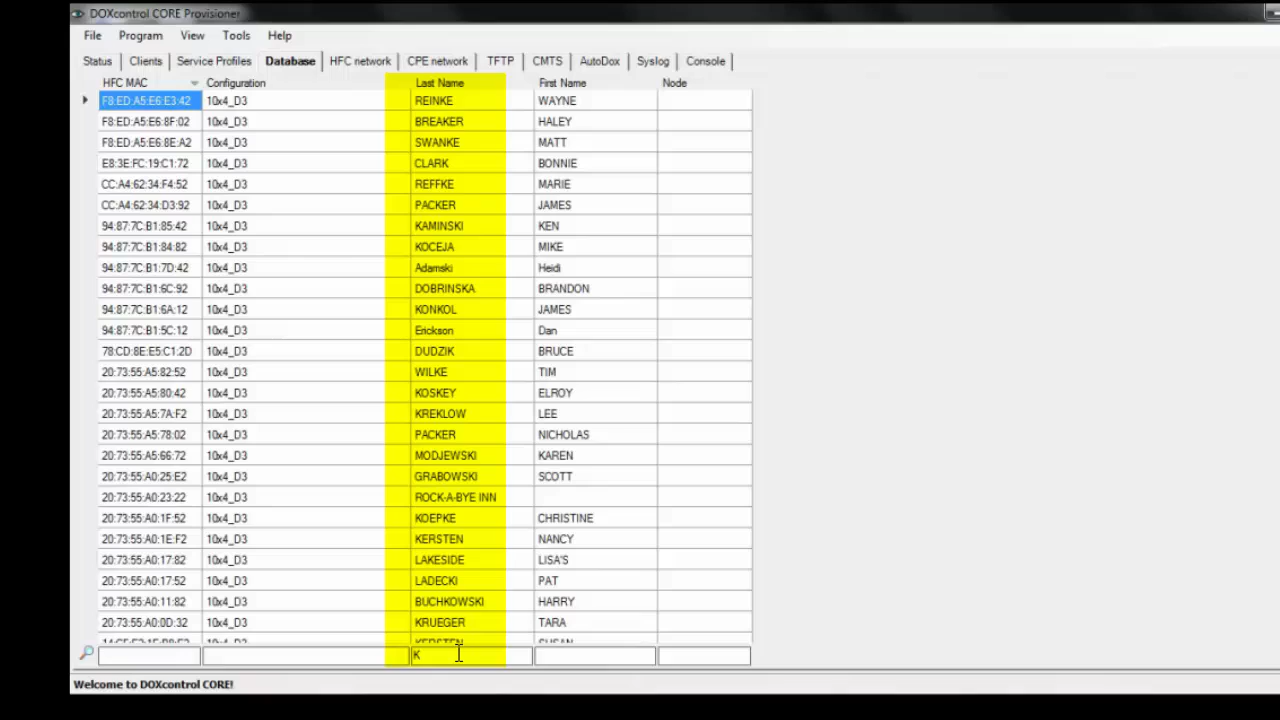 DOXcontrol CORE Provisioner
File Program View Tools Help
Status Clients Service Profiles Database HFC network CPE network TFTP CMTS AutoDox Syslog Console
HFC MAC Configuration Last Name First Name Node
F8:ED:A5:E6:E3:42 10x4_D3 REINKE WAYNE
F8:ED:A5:E6:8F:02 10x4_D3 BREAKER HALEY
F8:ED:A5:E6:8E:A2 10x4_D3 SWANKE MATT
E8:3E:FC:19:C1:72 10x4_D3 CLARK BONNIE
CC:A4:62:34:F4:52 10x4_D3 REFFKE MARIE
CC:A4:62:34:D3:92 10x4_D3 PACKER JAMES
94:87:7C:B1:85:42 10x4_D3 KAMINSKI KEN
94:87:7C:B1:84:82 10x4_D3 KOCEJA MIKE
94:87:7C:B1:7D:42 10x4_D3 Adamski Heidi
94:87:7C:B1:6C:92 10x4_D3 DOBRINSKA BRANDON
94:87:7C:B1:6A:12 10x4_D3 KONKOL JAMES
94:87:7C:B1:5C:12 10x4_D3 Erickson Dan
78:CD:8E:E5:C1:2D 10x4_D3 DUDZIK BRUCE
20:73:55:A5:82:52 10x4_D3 WILKE TIM
20:73:55:A5:80:42 10x4_D3 KOSKEY ELROY
20:73:55:A5:7A:F2 10x4_D3 KREKLOW LEE
20:73:55:A5:78:02 10x4_D3 PACKER NICHOLAS
20:73:55:A5:66:72 10x4_D3 MODJEWSKI KAREN
20:73:55:A0:25:E2 10x4_D3 GRABOWSKI SCOTT
20:73:55:A0:23:22 10x4_D3 ROCK-A-BYE INN
20:73:55:A0:1F:52 10x4_D3 KOEPKE CHRISTINE
20:73:55:A0:1E:F2 10x4_D3 KERSTEN NANCY
20:73:55:A0:17:82 10x4_D3 LAKESIDE LISA'S
20:73:55:A0:17:52 10x4_D3 LADECKI PAT
20:73:55:A0:11:82 10x4_D3 BUCHKOWSKI HARRY
20:73:55:A0:0D:32 10x4_D3 KRUEGER TARA
10x4_D3 KERSTEN SUSAN
K
Welcome to DOXcontrol CORE!